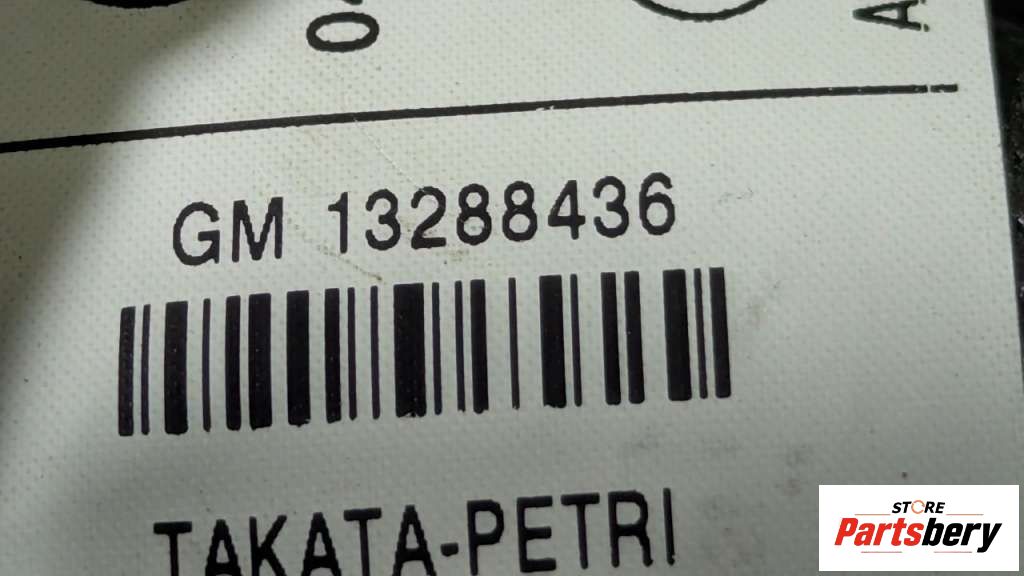 GM 13288436
TAKATA-PETRI
STORE
Partsbery